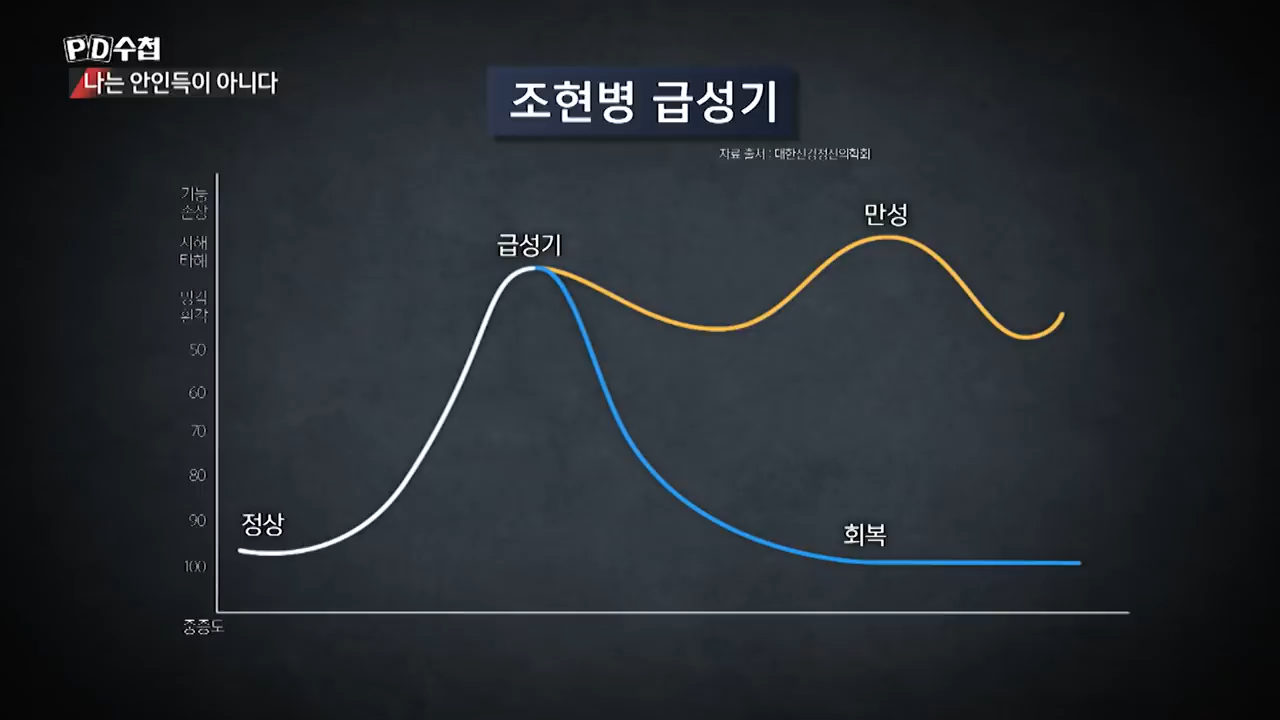 PD수첩
나는 안인득이 아니다
조현병 급성기
자료 출처 : 대한신경정신의학회
기능
손상
자해
타해
망각
환각
50
60
70
80
90
100
중증도
정상
급성기
만성
회복